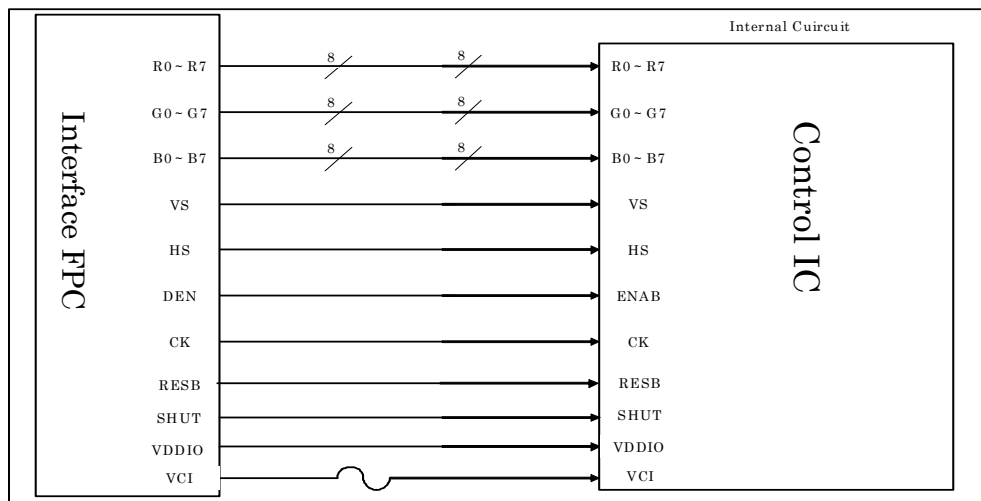 Internal Cuircuit
Interface FPC
Control IC
R0~R7 8 8 R0~R7
G0~G7 8 8 G0~G7
B0~B7 8 8 B0~B7
VS VS
HS HS
DEN ENAB
CK CK
RESB RESB
SHUT SHUT
VDDIO VDDIO
VCI VCI